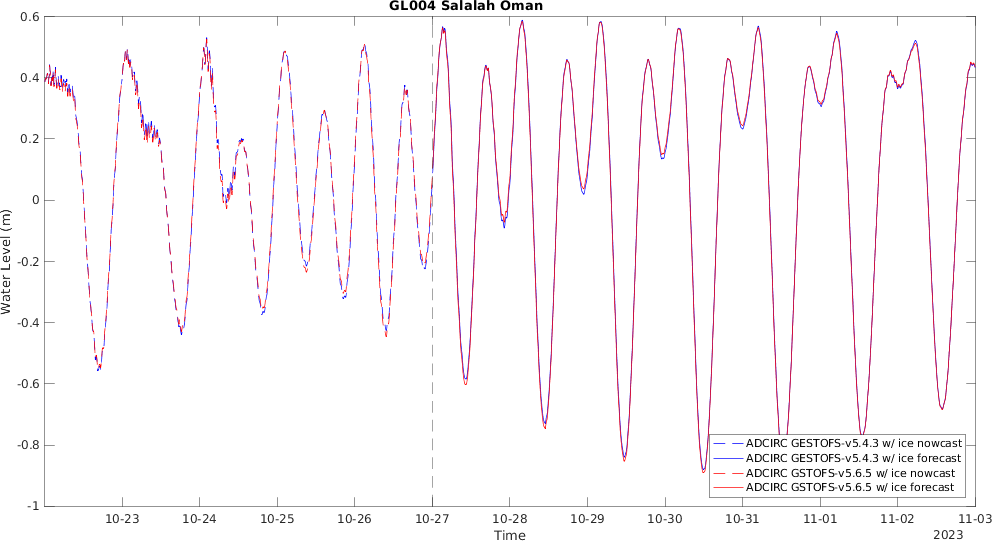 GL004 Salalah Oman
0.6
0.4
0.2
0
-0.2
-0.4
-0.6
-0.8
-1
Water Level (m)
ADCIRC GESTOFS-v5.4.3 w/ ice nowcast
ADCIRC GESTOFS-v5.4.3 w/ ice forecast
ADCIRC GSTOFS-v5.6.5 w/ ice nowcast
ADCIRC GSTOFS-v5.6.5 w/ ice forecast
10-23 10-24 10-25 10-26 10-27 10-28 10-29 10-30 10-31 11-01 11-02 11-03
Time
2023